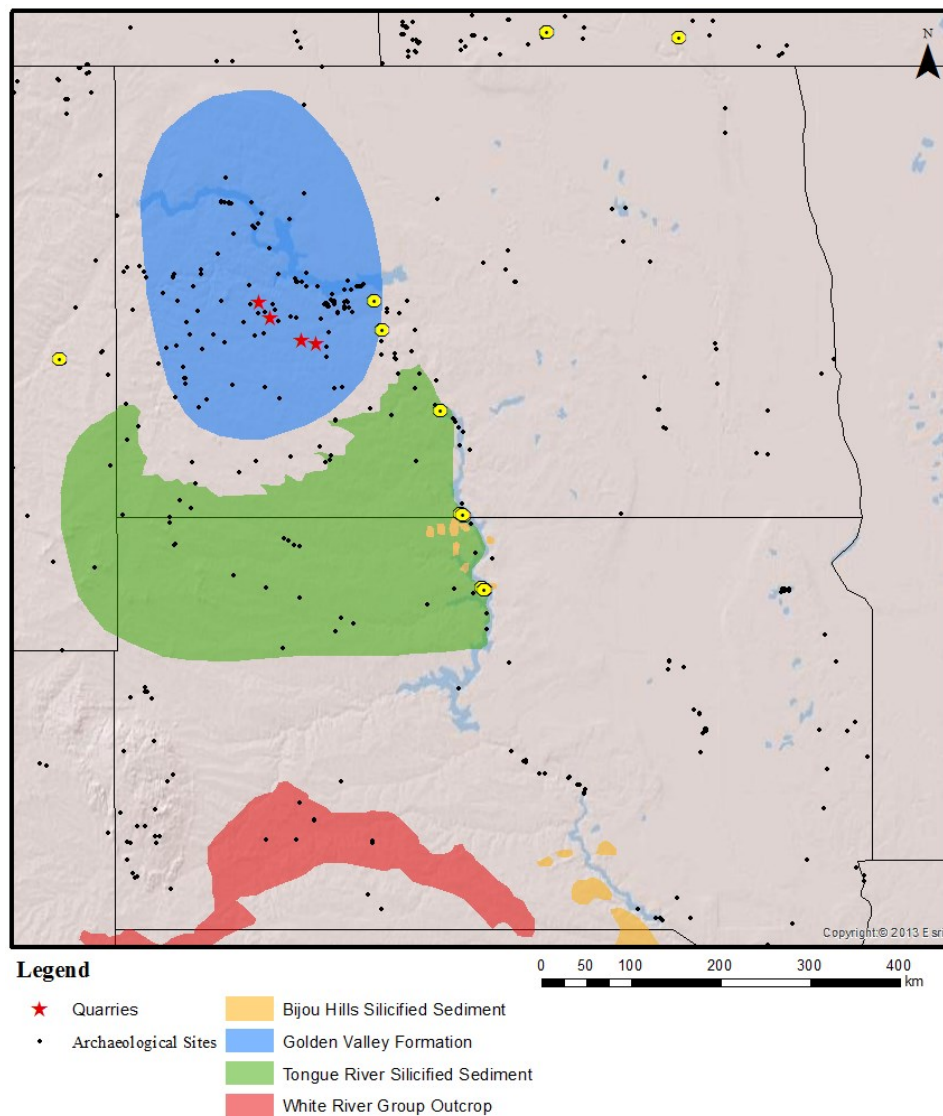 N
Copyright:© 2013 Esri
Legend
Quarries
Archaeological Sites
Bijou Hills Silicified Sediment
Golden Valley Formation
Tongue River Silicified Sediment
White River Group Outcrop
0 50 100 200 300 400
km